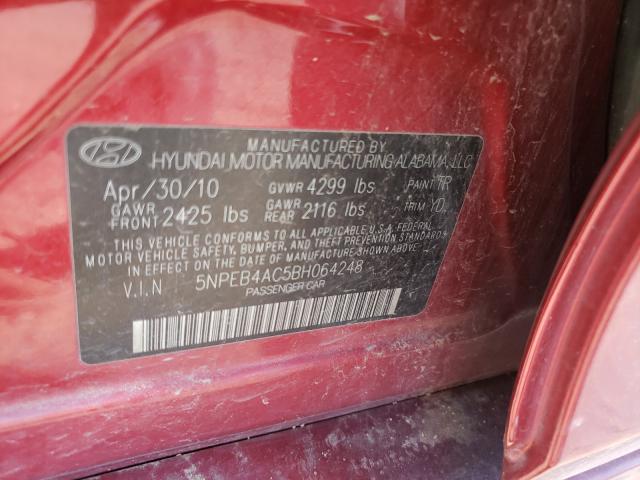 MANUFACTURED BY
HYUNDAI MOTOR MANUFACTURING ALABAMA, LLC
Apr/30/10 GVWR 4299 lbs PAINT TR
GAWR FRONT 2425 lbs GAWR REAR 2116 lbs TRIM YD
THIS VEHICLE CONFORMS TO ALL APPLICABLE U.S.A. FEDERAL
MOTOR VEHICLE SAFETY, BUMPER, AND THEFT PREVENTION
STANDARDS IN EFFECT ON THE DATE OF MANUFACTURE SHOWN ABOVE.
V.I.N 5NPEB4AC5BH064248
PASSENGER CAR